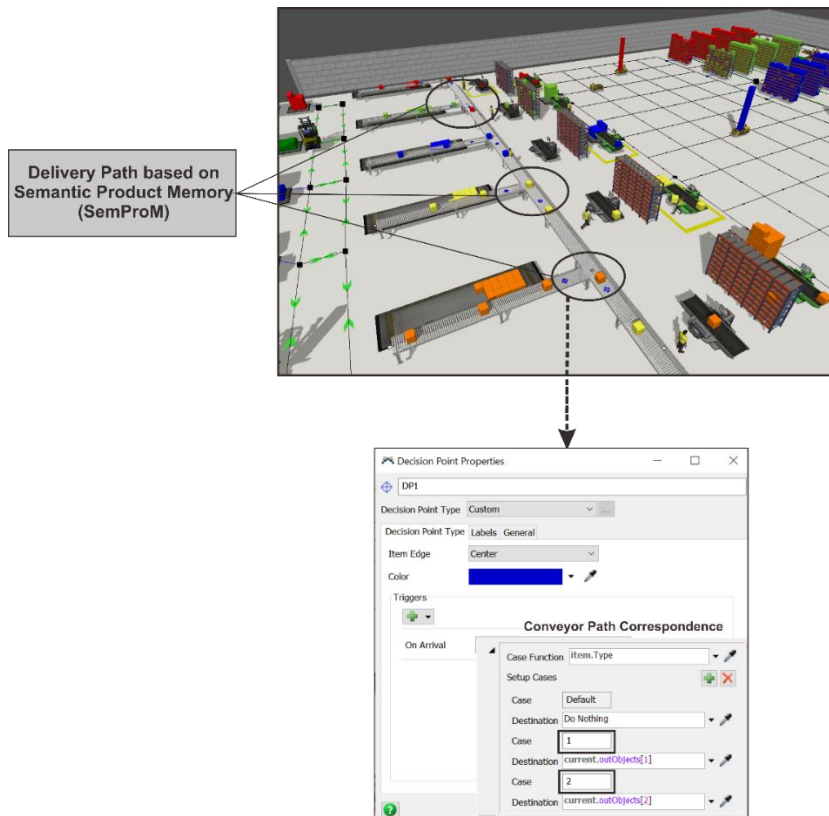 Delivery Path based on
Semantic Product Memory
(SemProM)
Decision Point Properties
DP1
Decision Point Type Custom
Decision Point Type Labels General
Item Edge Center
Color
Triggers
Conveyor Path Correspondence
On Arrival
Case Function item.Type
Setup Cases
Case Default
Destination Do Nothing
Case 1
Destination current.outObjects[1]
Case 2
Destination current.outObjects[2]